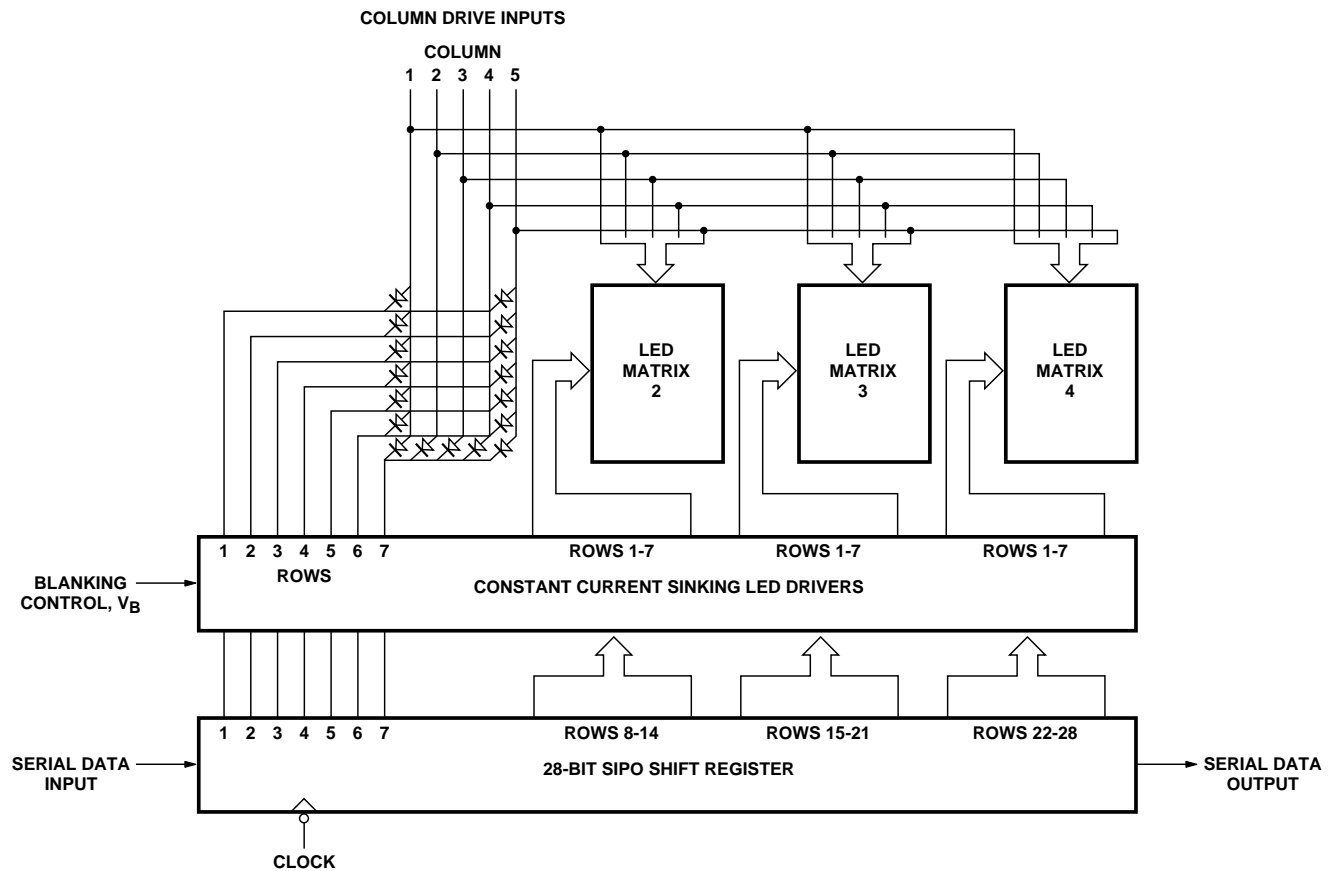 COLUMN DRIVE INPUTS
COLUMN
1 2 3 4 5
LED
MATRIX
2
LED
MATRIX
3
LED
MATRIX
4
1 2 3 4 5 6 7
ROWS 1-7
ROWS 1-7
ROWS 1-7
ROWS
CONSTANT CURRENT SINKING LED DRIVERS
BLANKING
CONTROL, VB
1 2 3 4 5 6 7
ROWS 8-14
ROWS 15-21
ROWS 22-28
28-BIT SIPO SHIFT REGISTER
SERIAL DATA
INPUT
SERIAL DATA
OUTPUT
CLOCK